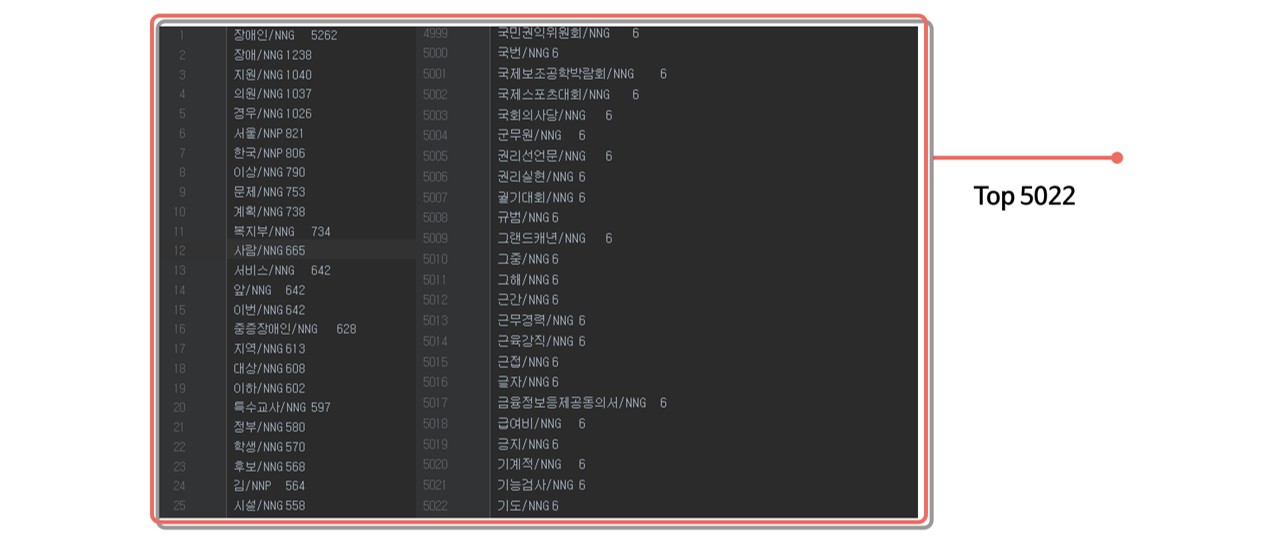 1 장애인/NNG 5262
2 장애/NNG 1238
3 지원/NNG 1040
4 의원/NNG 1037
5 경우/NNG 1026
6 서울/NNP 821
7 한국/NNP 806
8 이상/NNG 790
9 문제/NNG 753
10 계획/NNG 738
11 복지부/NNG 734
12 사람/NNG 665
13 서비스/NNG 642
14 앞/NNG 642
15 이번/NNG 642
16 중증장애인/NNG 628
17 지역/NNG 613
18 대상/NNG 608
19 이하/NNG 602
20 특수교사/NNG 597
21 정부/NNG 580
22 학생/NNG 570
23 후보/NNG 568
24 김/NNP 564
25 시설/NNG 558
4999 국민권익위원회/NNG 6
5000 국번/NNG 6
5001 국제보조공학박람회/NNG 6
5002 국제스포츠대회/NNG 6
5003 국회의사당/NNG 6
5004 군무원/NNG 6
5005 권리선언문/NNG 6
5006 권리실현/NNG 6
5007 궐기대회/NNG 6
5008 규범/NNG 6
5009 그랜드캐년/NNG 6
5010 그중/NNG 6
5011 그해/NNG 6
5012 근간/NNG 6
5013 근무경력/NNG 6
5014 근육강직/NNG 6
5015 근접/NNG 6
5016 글자/NNG 6
5017 금융정보등제공동의서/NNG 6
5018 급여비/NNG 6
5019 긍지/NNG 6
5020 기계적/NNG 6
5021 기능검사/NNG 6
5022 기도/NNG 6
Top 5022